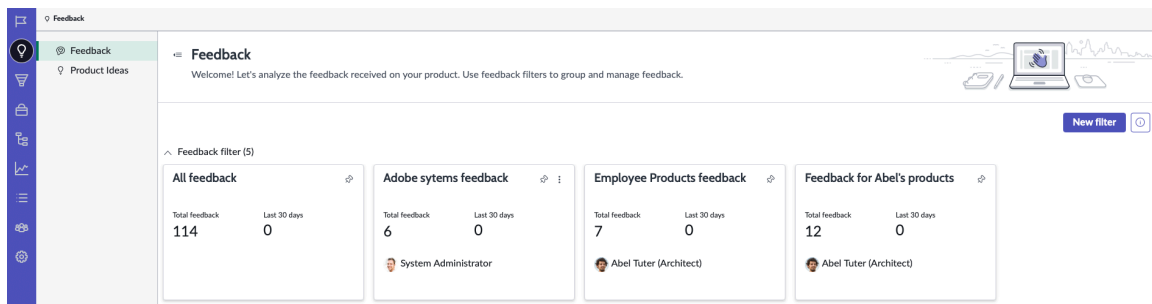 Feedback
Feedback
Product Ideas
Feedback
Welcome! Let's analyze the feedback received on your product. Use feedback filters to group and manage feedback.
New filter
Feedback filter (5)
All feedback
Total feedback Last 30 days
114 0
Adobe sytems feedback
Total feedback Last 30 days
6 0
System Administrator
Employee Products feedback
Total feedback Last 30 days
7 0
Abel Tuter (Architect)
Feedback for Abel's products
Total feedback Last 30 days
12 0
Abel Tuter (Architect)